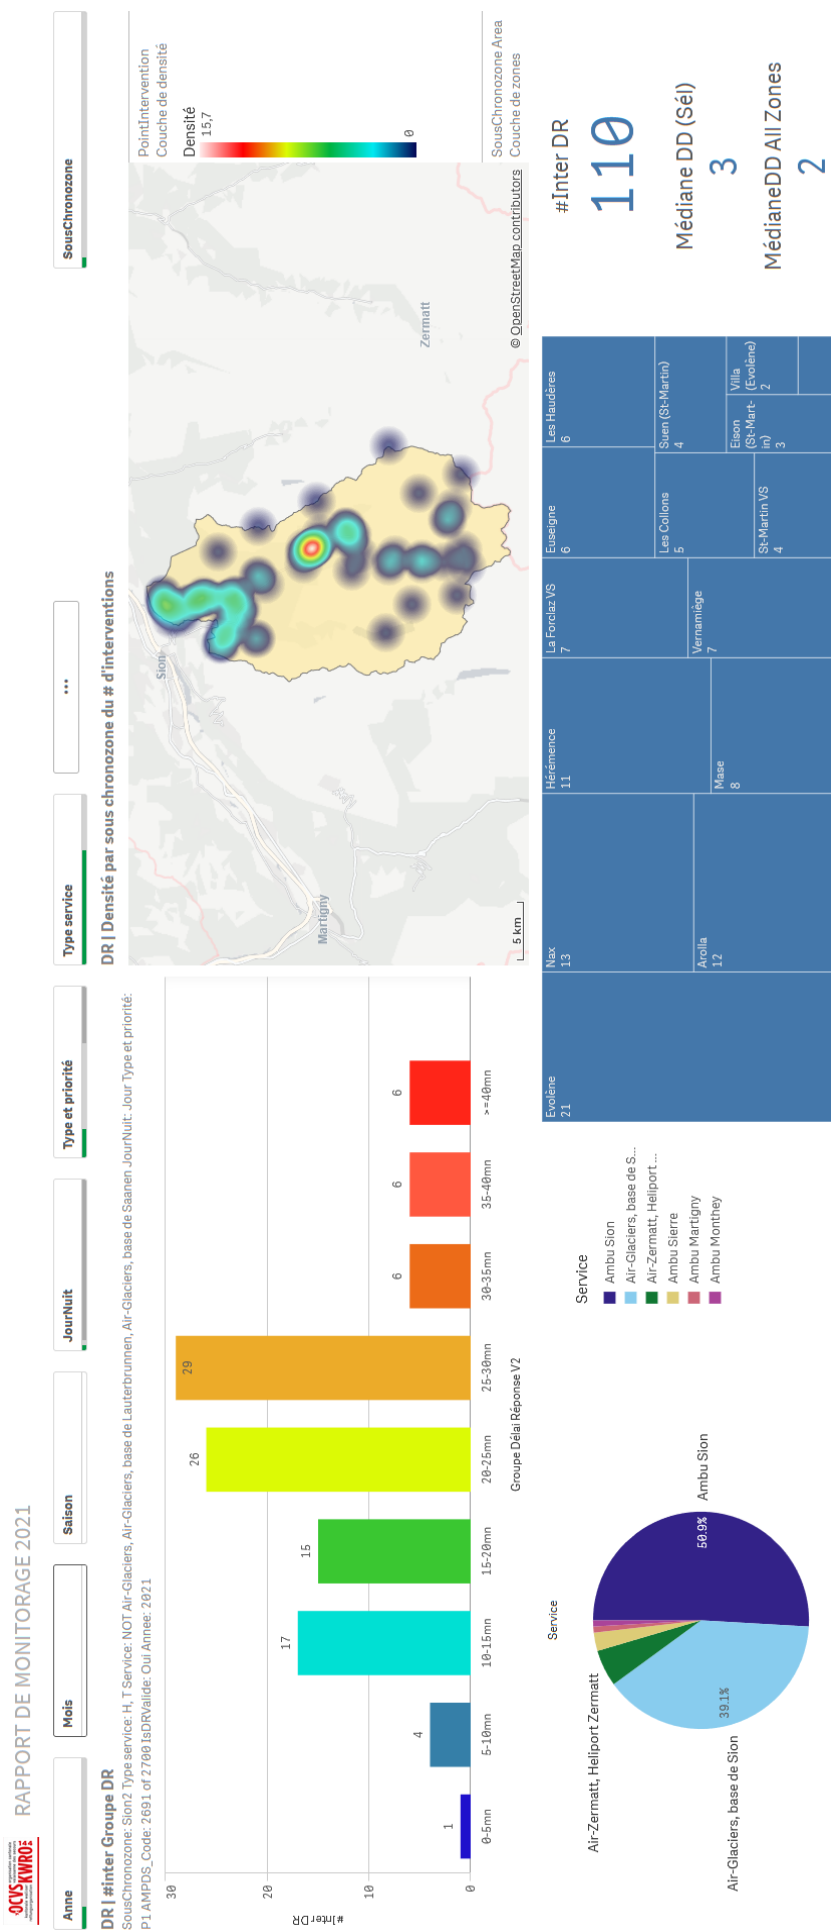 OCVS
KWRO
RAPPORT DE MONITORAGE 2021
Anne
Mois
Saison
JourNuit
Type et priorité
Type service
...
SousChronozone
DR | #inter Groupe DR
SousChronozone: Sion2 Type service: H, T Service: NOT Air-Glaciers, Air-Glaciers, base de Lauterbrunnen, Air-Glaciers, base de Saanen JourNuit: Jour Type et priorité:
P1 AMPDS_Code: 2691 of 2700 IsDRValide: Oui Annee: 2021
#InterDR
30
20
10
0
1
4
17
15
26
29
6
6
6
0-5mn
5-10mn
10-15mn
15-20mn
20-25mn
25-30mn
30-35mn
35-40mn
>=40mn
Groupe Délai Réponse V2
DR | Densité par sous chronozone du # d'interventions
Sion
Martigny
Zermatt
5 km
© OpenStreetMap contributors
PointIntervention
Couche de densité
Densité
15,7
0
SousChronozone Area
Couche de zones
Service
Air-Zermatt, Heliport Zermatt
Air-Glaciers, base de Sion
39.1%
50.9%
Ambu Sion
Service
Ambu Sion
Air-Glaciers, base de S...
Air-Zermatt, Heliport ...
Ambu Sierre
Ambu Martigny
Ambu Monthey
Evolène
21
Nax
13
Arolla
12
Hérémence
11
Mase
8
La Forclaz VS
7
Vernamiège
7
Euseigne
6
Les Haudères
6
Les Collons
5
Suen (St-Martin)
4
St-Martin VS
4
Eison
(St-Mart-
in)
3
Villa
(Evolène)
2
#Inter DR
110
Médiane DD (Sél)
3
MédianeDD All Zones
2